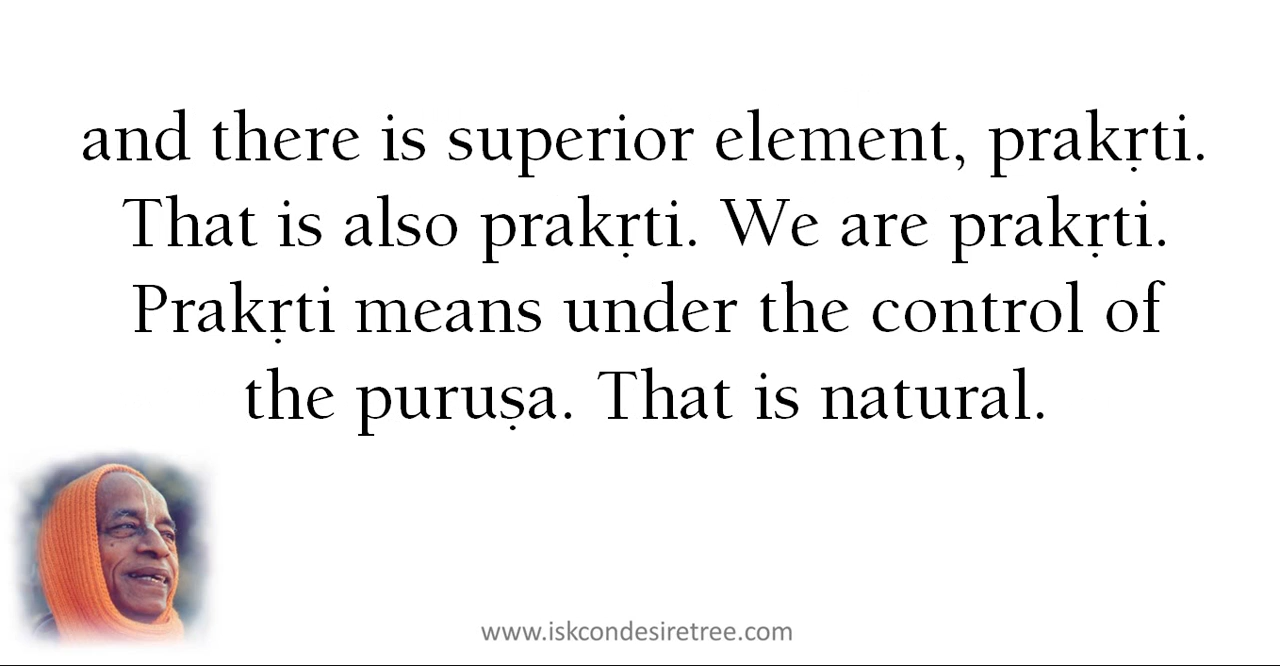 and there is superior element, prakṛti.
That is also prakṛti. We are prakṛti.
Prakṛti means under the control of
the puruṣa. That is natural.
www.iskcondesiretree.com